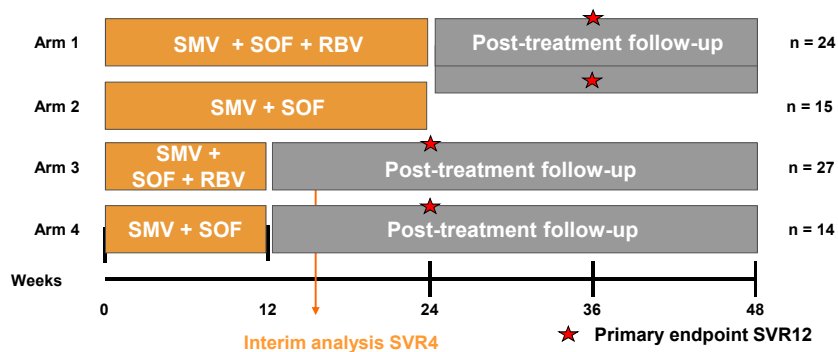 Arm 1
SMV + SOF + RBV
Post-treatment follow-up
n = 24
Arm 2
SMV + SOF
n = 15
Arm 3
SMV +
SOF + RBV
Post-treatment follow-up
n = 27
Arm 4
SMV + SOF
Post-treatment follow-up
n = 14
Weeks
0 12 24 36 48
Interim analysis SVR4
Primary endpoint SVR12